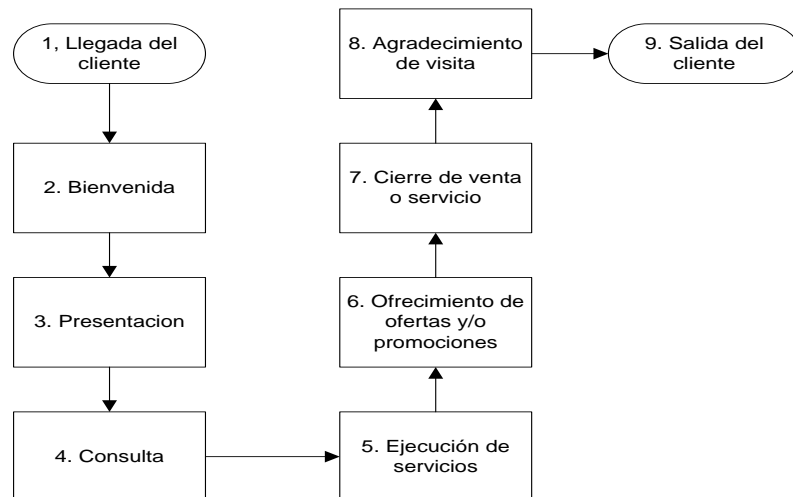 1, Llegada del
cliente
2. Bienvenida
3. Presentacion
4. Consulta
5. Ejecución de
servicios
6. Ofrecimiento de
ofertas y/o
promociones
7. Cierre de venta
o servicio
8. Agradecimiento
de visita
9. Salida del
cliente